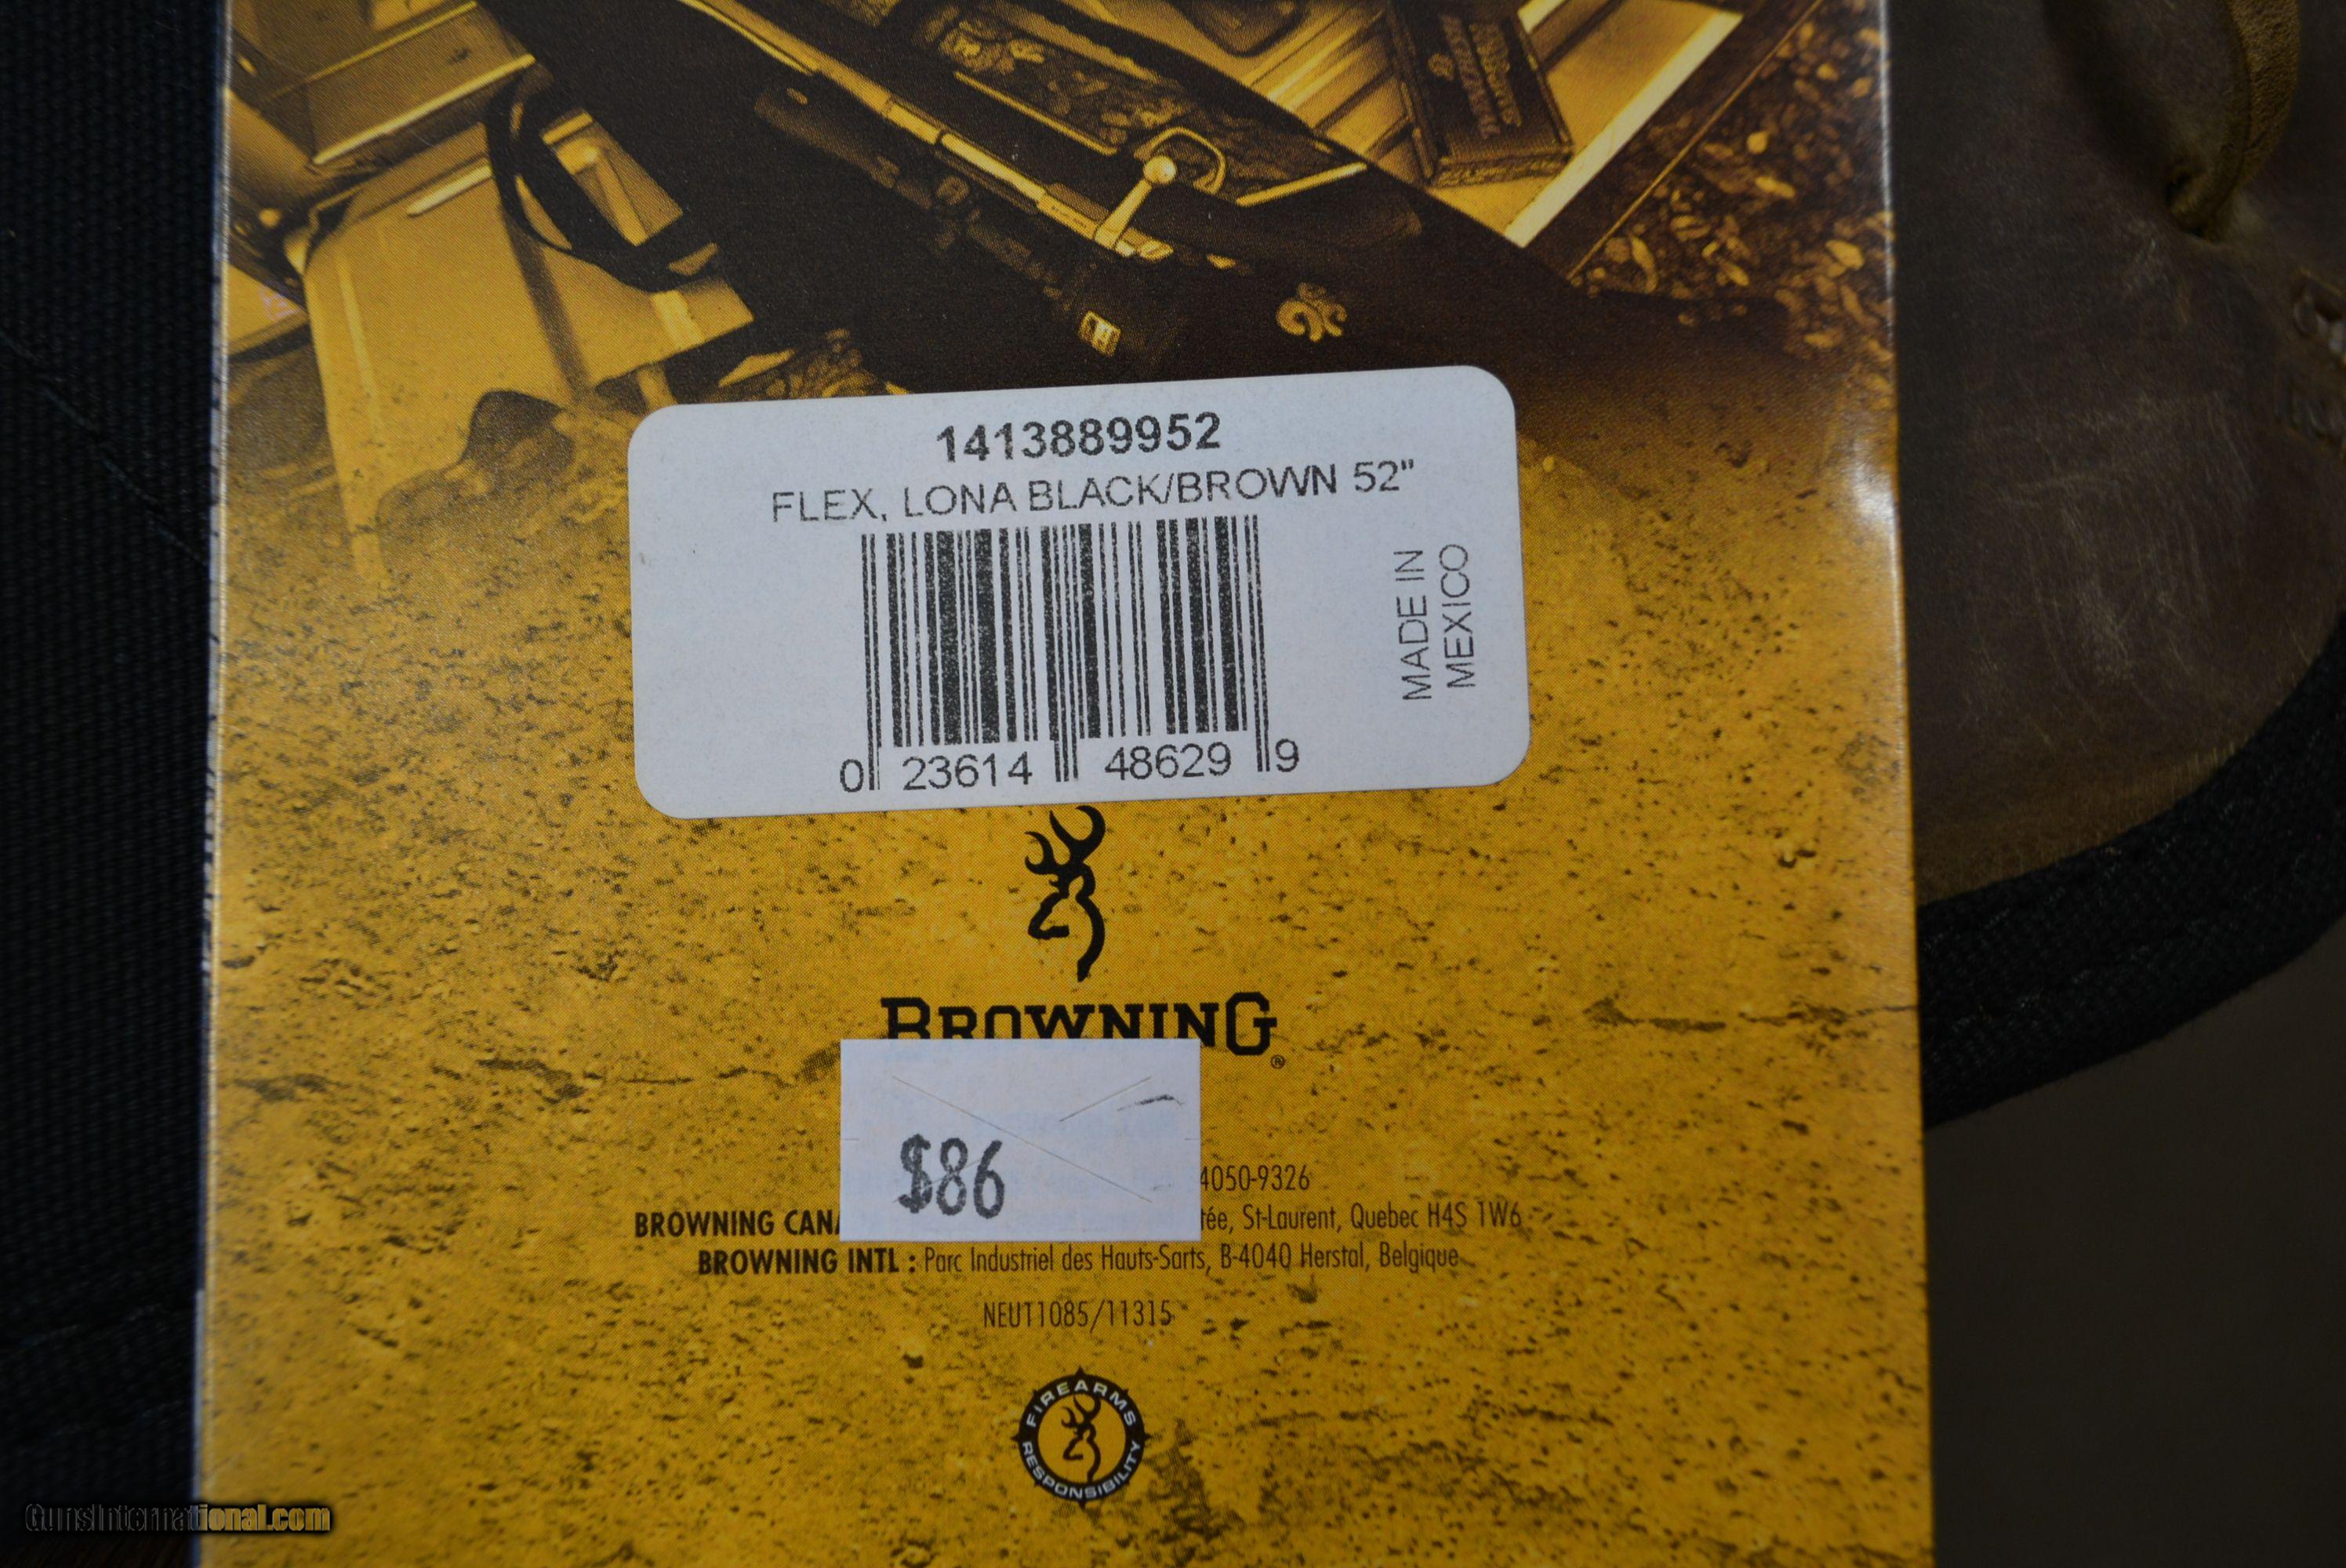 1413889952
FLEX, LONA BLACK/BROWN 52"
MADE IN
MEXICO
0 23614 48629 9
BROWNING®
$86
4050-9326
BROWNING CANA tée, St-Laurent, Quebec H4S 1W6
BROWNING INTL : Parc Industriel des Hauts-Sarts, B-4040 Herstal, Belgique
NEUT1085/11315
FIREARMS
RESPONSIBILITY
GunsInternational.com